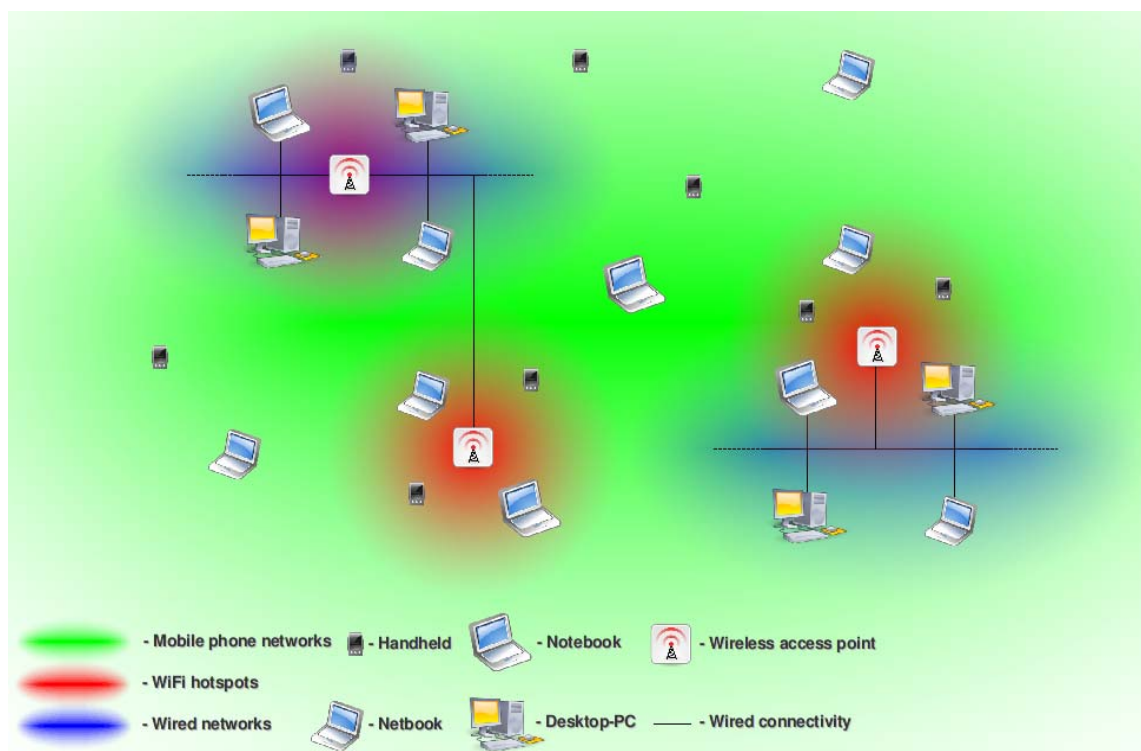 - Mobile phone networks
- Handheld
- Notebook
- Wireless access point
- WiFi hotspots
- Wired networks
- Netbook
- Desktop-PC
- Wired connectivity